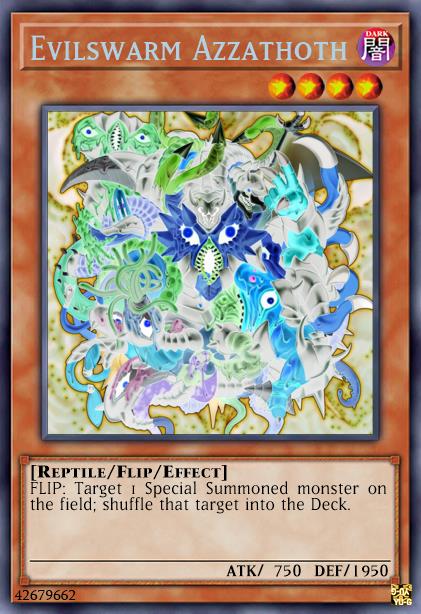 EVILSWARM AZZATHOTH
DARK
闇
[REPTILE/FLIP/EFFECT]
FLIP: Target 1 Special Summoned monster on
the field; shuffle that target into the Deck.
ATK/ 750 DEF/1950
42679662